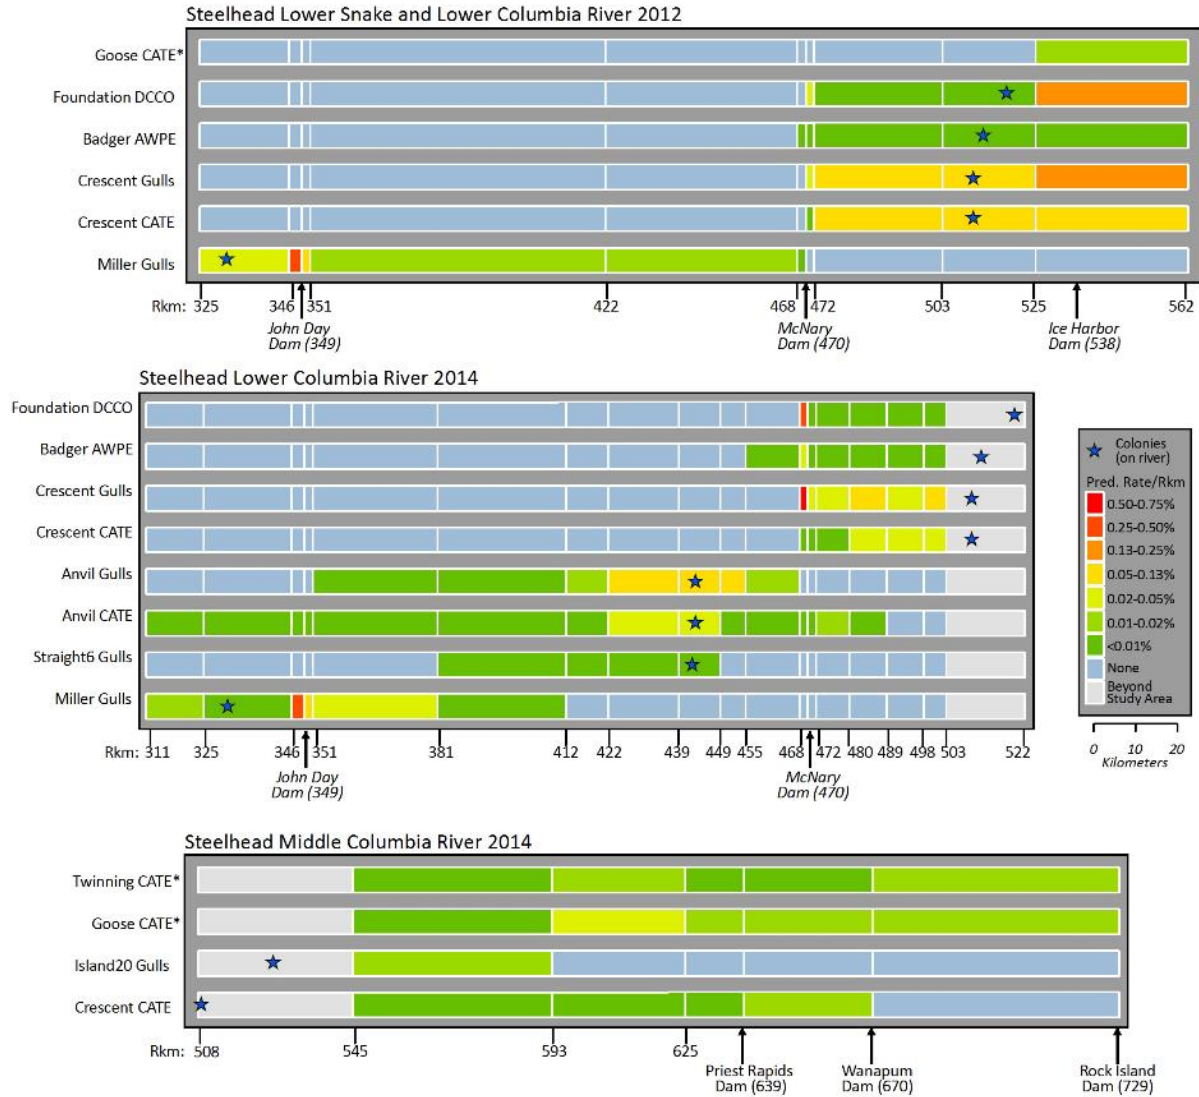 Steelhead Lower Snake and Lower Columbia River 2012
Goose CATE*
Foundation DCCO
Badger AWPE
Crescent Gulls
Crescent CATE
Miller Gulls
Rkm: 325 346 351 422 468 472 503 525 562
John Day
Dam (349)
McNary
Dam (470)
Ice Harbor
Dam (538)
Steelhead Lower Columbia River 2014
Foundation DCCO
Badger AWPE
Crescent Gulls
Crescent CATE
Anvil Gulls
Anvil CATE
Straight6 Gulls
Miller Gulls
Rkm: 311 325 346 351 381 412 422 439 449 455 468 472 480 489 498 503 522
John Day
Dam (349)
McNary
Dam (470)
Colonies
(on river)
Pred. Rate/Rkm
0.50-0.75%
0.25-0.50%
0.13-0.25%
0.05-0.13%
0.02-0.05%
0.01-0.02%
<0.01%
None
Beyond
Study Area
0 20
Kilometers
Steelhead Middle Columbia River 2014
Twinning CATE*
Goose CATE*
Island20 Gulls
Crescent CATE
Rkm: 508 545 593 625
Priest Rapids
Dam (639)
Wanapum
Dam (670)
Rock Island
Dam (729)